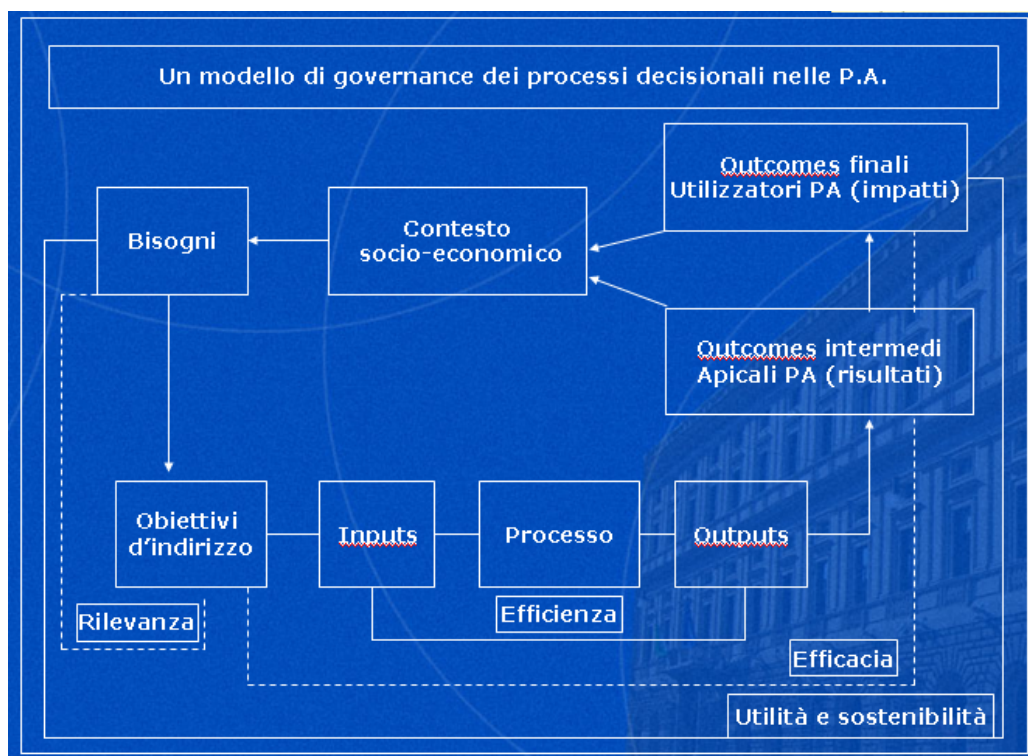 Un modello di governance dei processi decisionali nelle P.A.
Outcomes finali
Utilizzatori PA (impatti)
Bisogni
Contesto
socio-economico
Outcomes intermedi
Apicali PA (risultati)
Obiettivi
d'indirizzo
Inputs
Processo
Outputs
Rilevanza
Efficienza
Efficacia
Utilità e sostenibilità